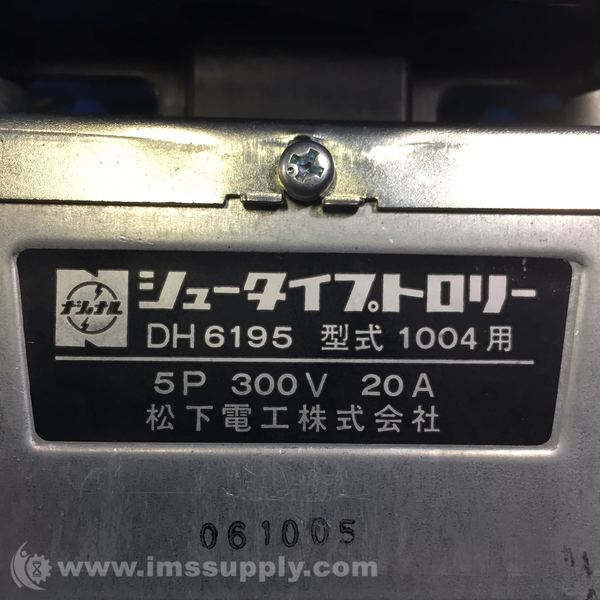 ナショナル
シュータイプトロリー
DH6195 型式 1004用
5P 300V 20A
松下電工株式会社
061005
www.imssupply.com